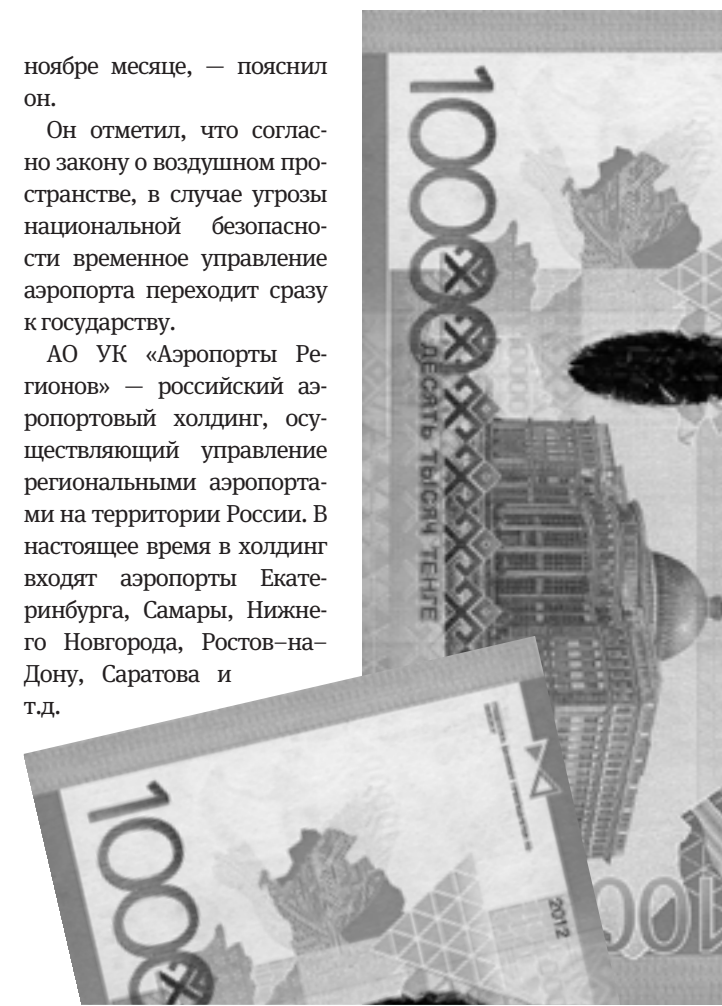 ноябре месяце, — пояснил
он.
Он отметил, что соглас-
но закону о воздушном про-
странстве, в случае угрозы
национальной безопасно-
сти временное управление
аэропорта переходит сразу
к государству.
АО УК «Аэропорты Ре-
гионов» — российский аэ-
ропортовый холдинг, осу-
ществляющий управление
региональными аэропорта-
ми на территории России. В
настоящее время в холдинг
входят аэропорты Екате-
ринбурга, Самары, Нижне-
го Новгорода, Ростов–на–
Дону, Саратова и
т.д.
10000
ДЕСЯТЬ ТЫСЯЧ ТЕНГЕ
1000
2012
100